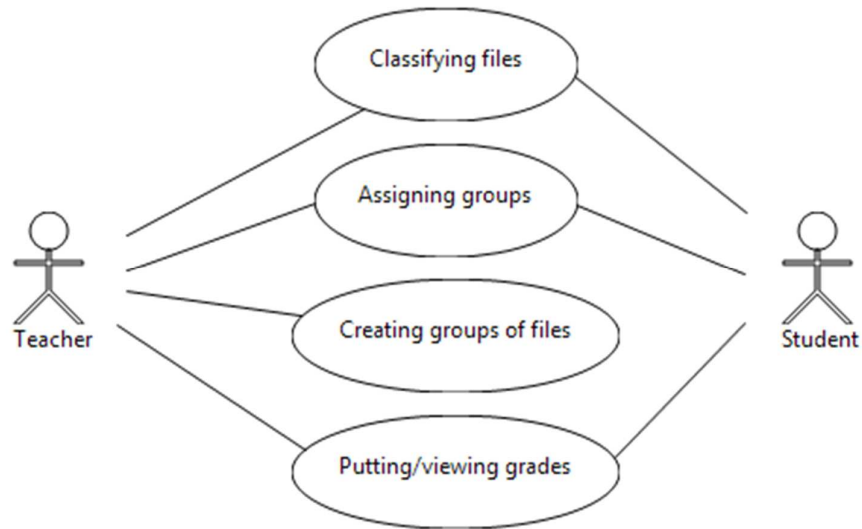 Classifying files
Assigning groups
Teacher
Student
Creating groups of files
Putting/viewing grades